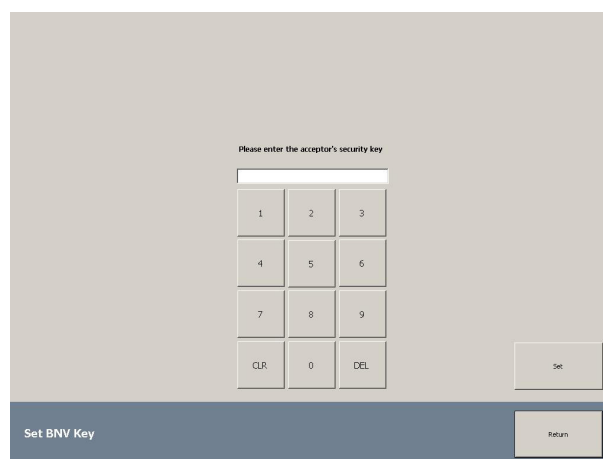 Please enter the acceptor's security key
1 2 3
4 5 6
7 8 9
CLR 0 DEL
Set
Set BNV Key
Return